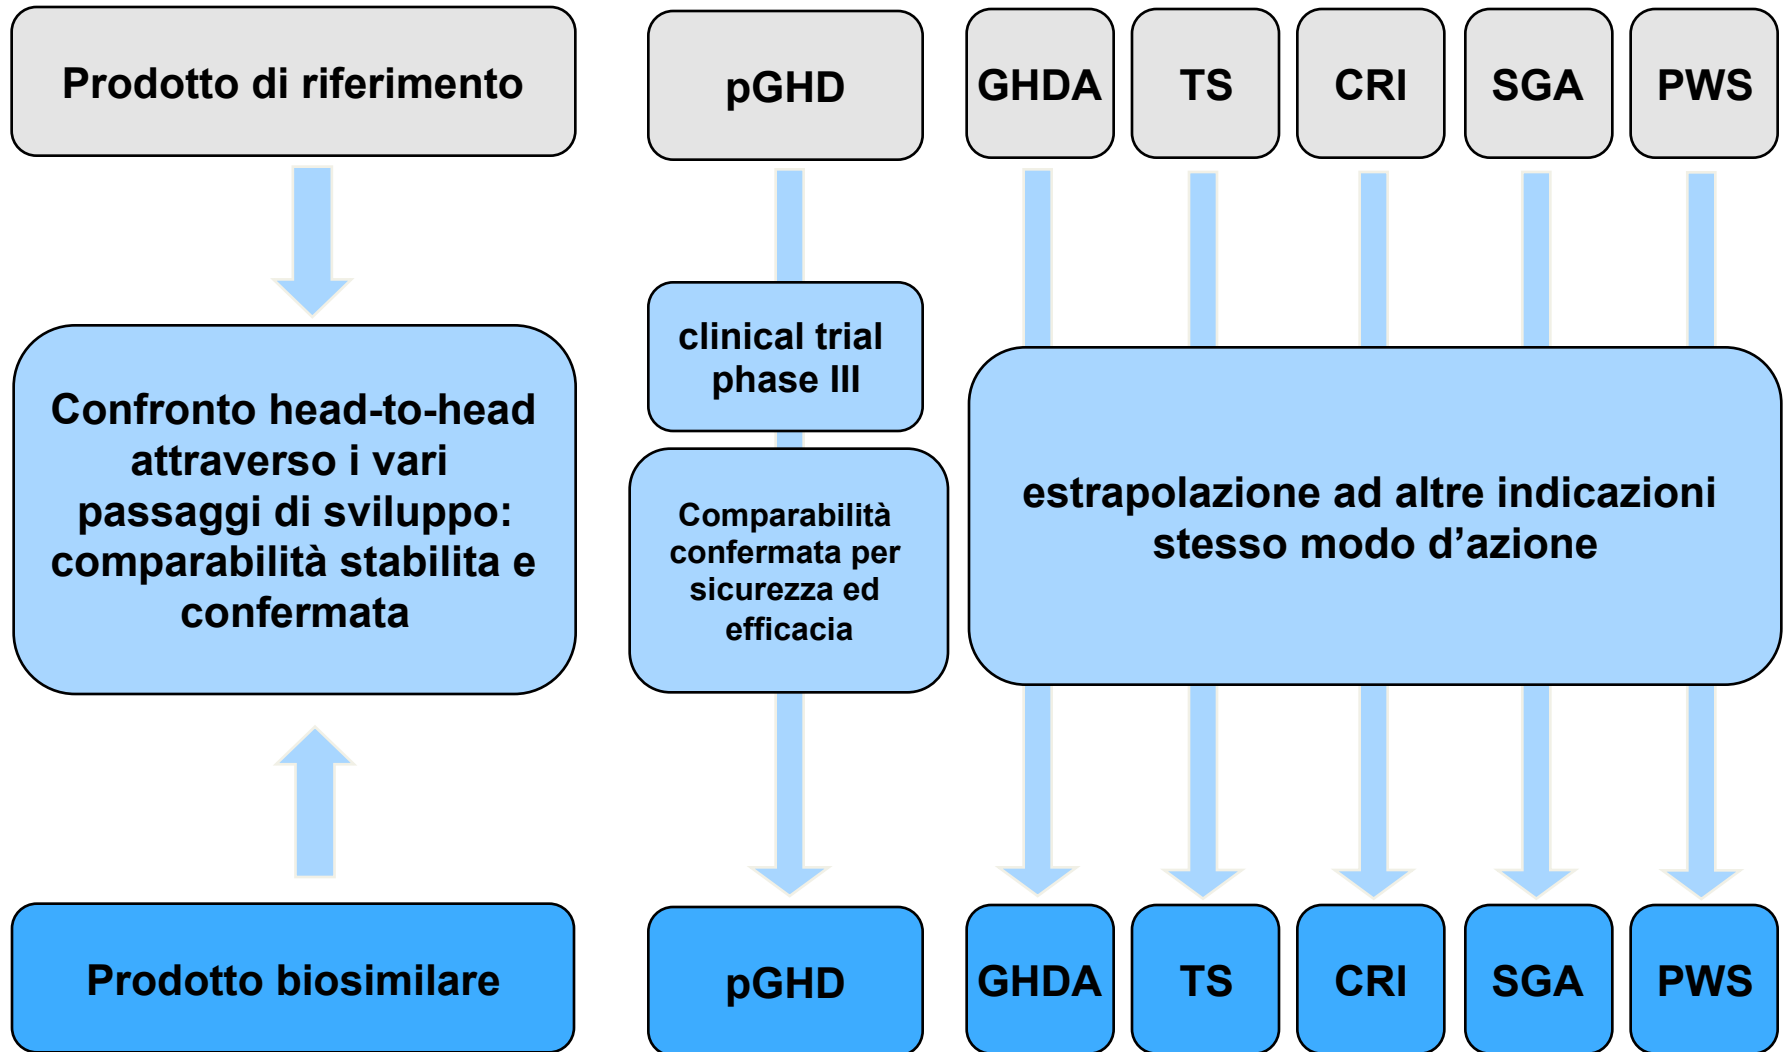 Prodotto di riferimento
pGHD
GHDA
TS
CRI
SGA
PWS
Confronto head-to-head
attraverso i vari
passaggi di sviluppo:
comparabilità stabilita e
confermata
clinical trial
phase III
Comparabilità
confermata per
sicurezza ed
efficacia
estrapolazione ad altre indicazioni
stesso modo d’azione
Prodotto biosimilare
pGHD
GHDA
TS
CRI
SGA
PWS